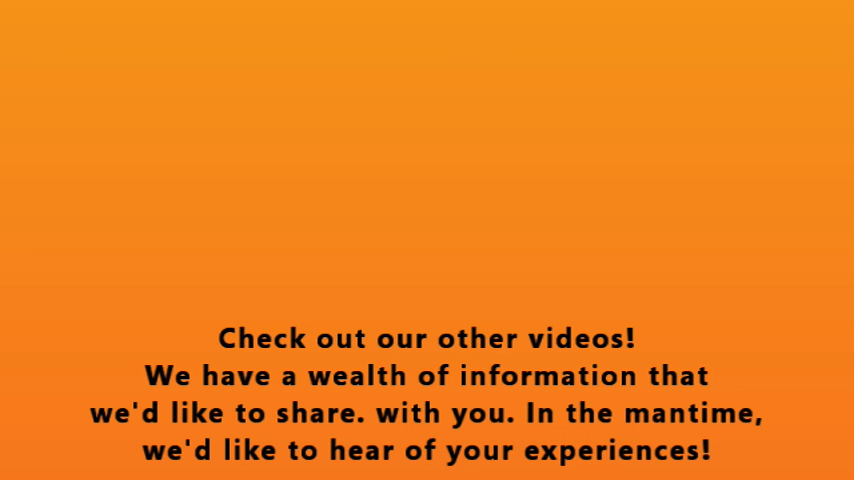 Check out our other videos!
We have a wealth of information that
we'd like to share. with you. In the mantime,
we'd like to hear of your experiences!